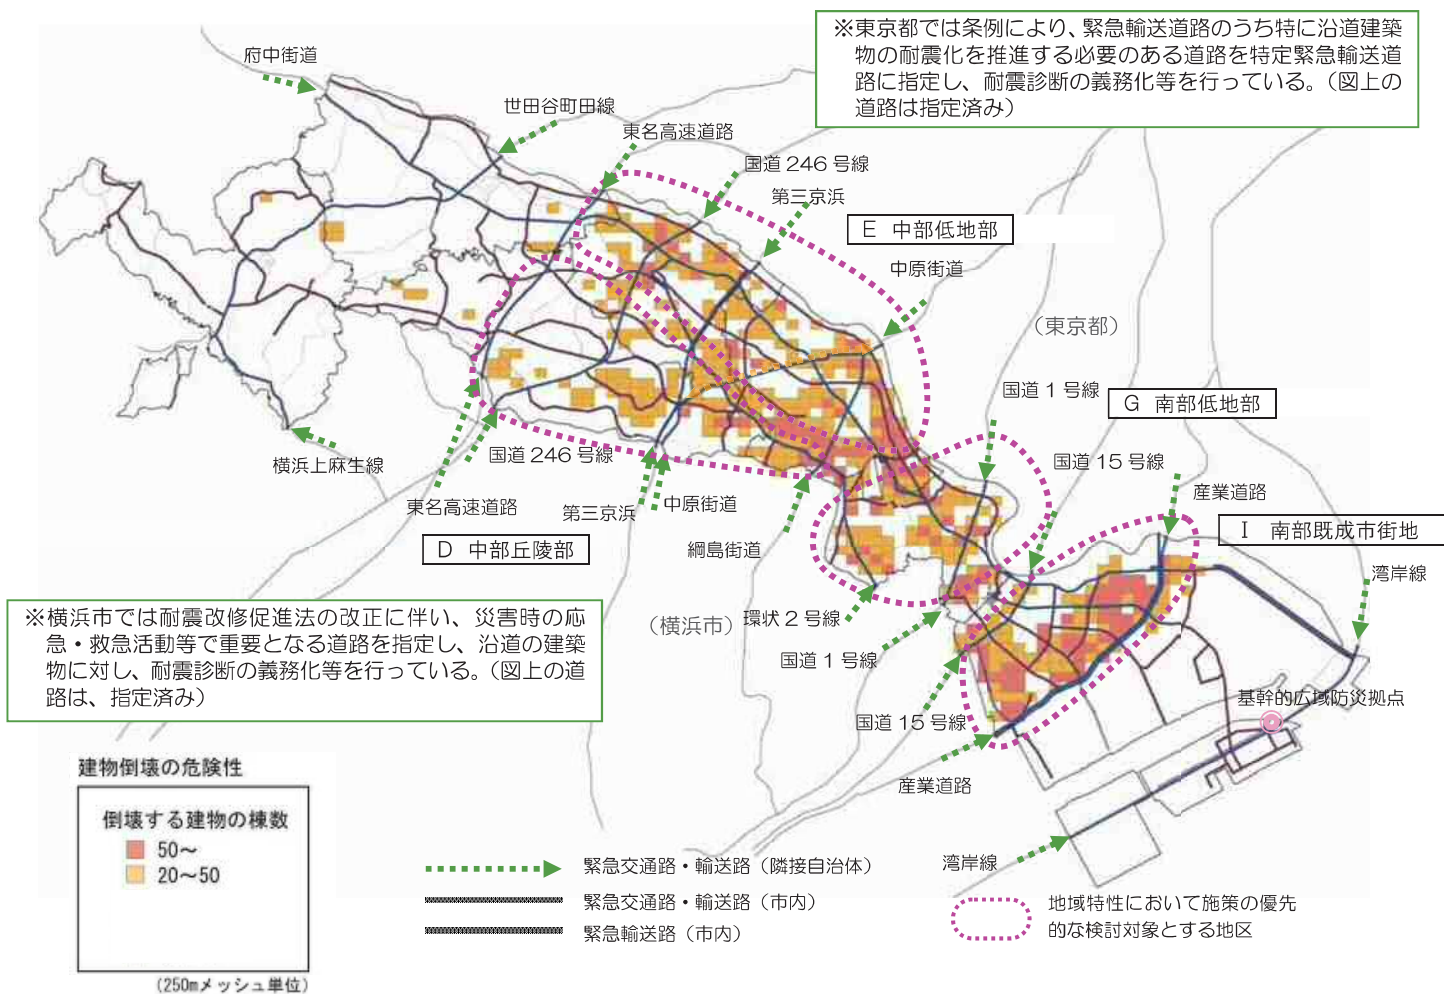 ※東京都では条例により、緊急輸送道路のうち特に沿道建築
物の耐震化を推進する必要のある道路を特定緊急輸送道
路に指定し、耐震診断の義務化等を行っている。（図上の
道路は指定済み）
府中街道
世田谷町田線
東名高速道路
国道 246 号線
第三京浜
E 中部低地部
中原街道
（東京都）
国道 1 号線
G 南部低地部
国道 15 号線
産業道路
I 南部既成市街地
湾岸線
横浜上麻生線
国道 246 号線
東名高速道路
第三京浜
中原街道
D 中部丘陵部
綱島街道
環状 2 号線
（横浜市）
国道 1 号線
国道 15 号線
産業道路
基幹的広域防災拠点
湾岸線
※横浜市では耐震改修促進法の改正に伴い、災害時の応
急・救急活動等で重要となる道路を指定し、沿道の建築
物に対し、耐震診断の義務化等を行っている。（図上の道
路は、指定済み）
建物倒壊の危険性
倒壊する建物の棟数
50～
20～50
（250mメッシュ単位）
緊急交通路・輸送路（隣接自治体）
緊急交通路・輸送路（市内）
緊急輸送路（市内）
地域特性において施策の優先
的な検討対象とする地区